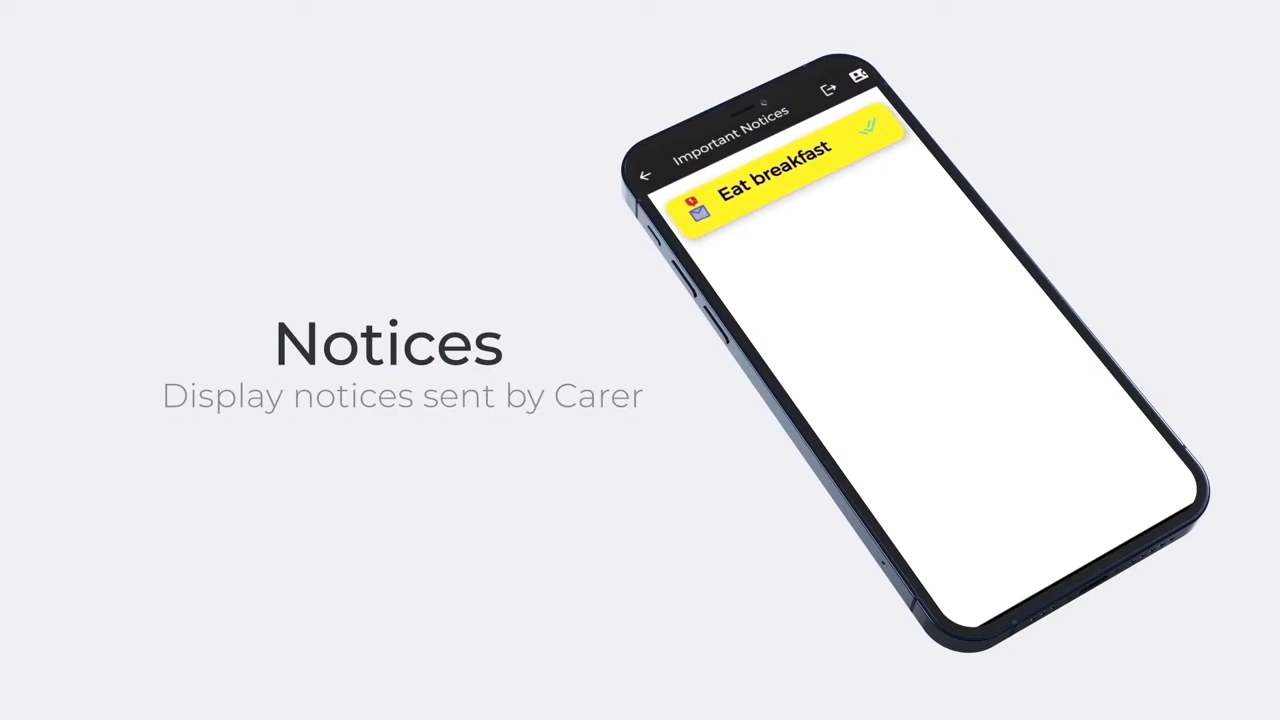 Notices
Display notices sent by Carer
Important Notices
Eat breakfast